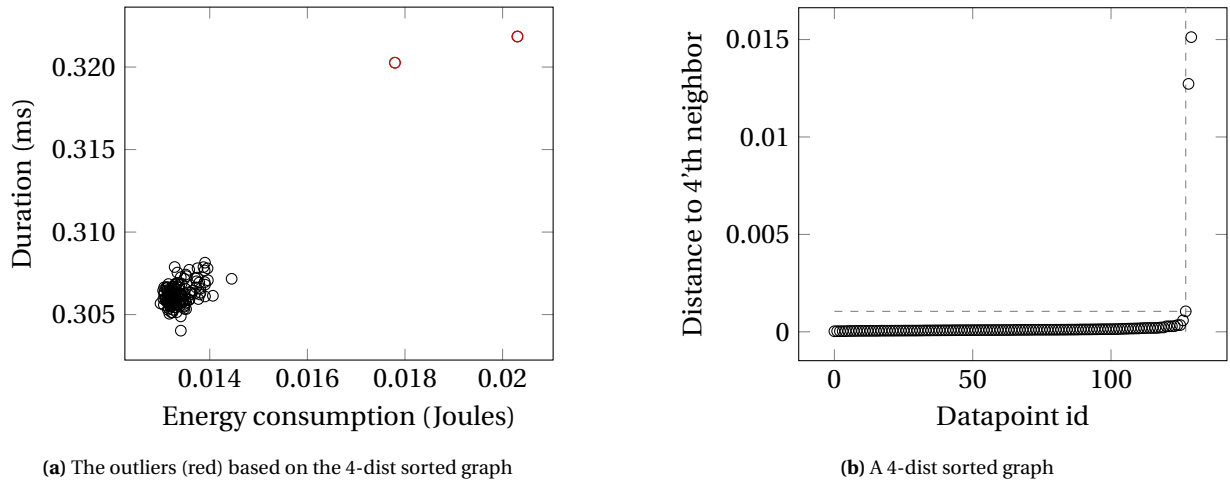 0.320
0.315
0.310
0.305
Duration (ms)
0.014
0.016
0.018
0.02
Energy consumption (Joules)
(a) The outliers (red) based on the 4-dist sorted graph
0.015
0.01
0.005
0
Distance to 4'th neighbor
0
50
100
Datapoint id
(b) A 4-dist sorted graph